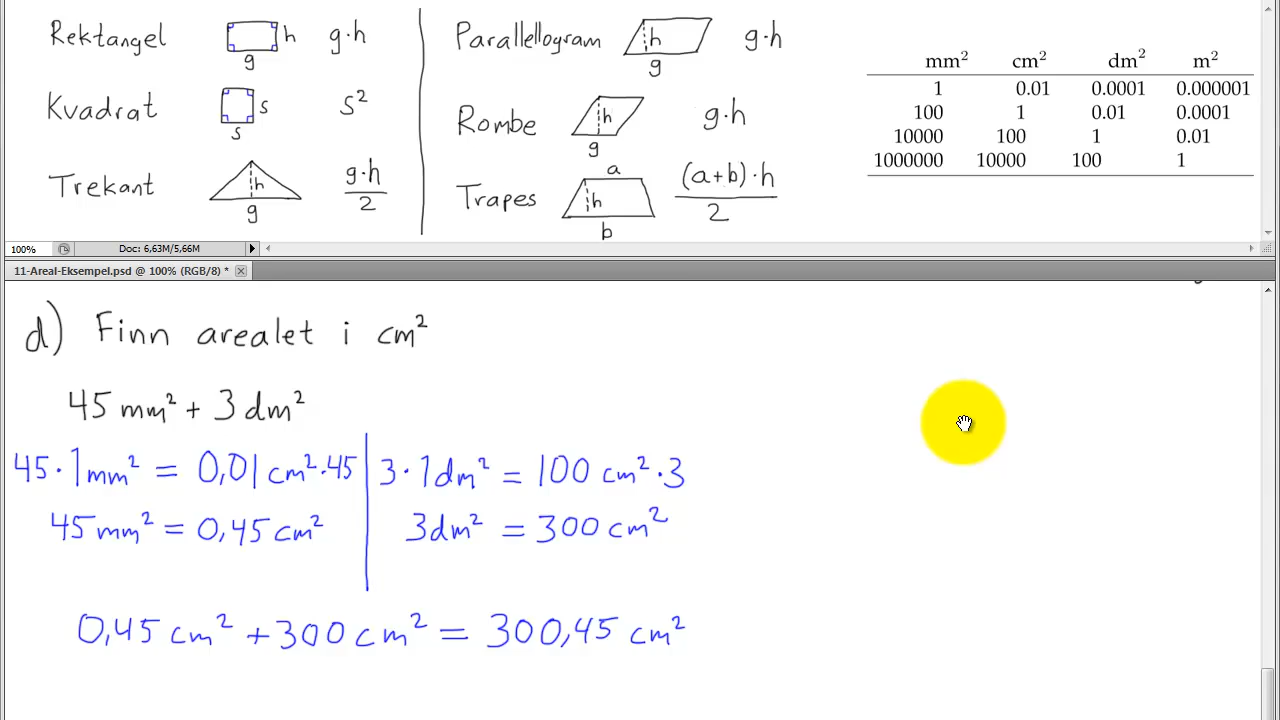 Rektangel h g g·h
Kvadrat s s s²
Trekant h g g·h/2
Parallellogram h g g·h
Rombe h g g·h
Trapes a h b (a+b)·h/2
mm² cm² dm² m²
1 0.01 0.0001 0.000001
100 1 0.01 0.0001
10000 100 1 0.01
1000000 10000 100 1
100% Doc: 6,63M/5,66M
11-Areal-Eksempel.psd @ 100% (RGB/8) *
d) Finn arealet i cm²
45 mm² + 3 dm²
45·1mm² = 0,01 cm²·45
45 mm² = 0,45 cm²
3·1dm² = 100 cm²·3
3dm² = 300 cm²
0,45 cm² + 300 cm² = 300,45 cm²